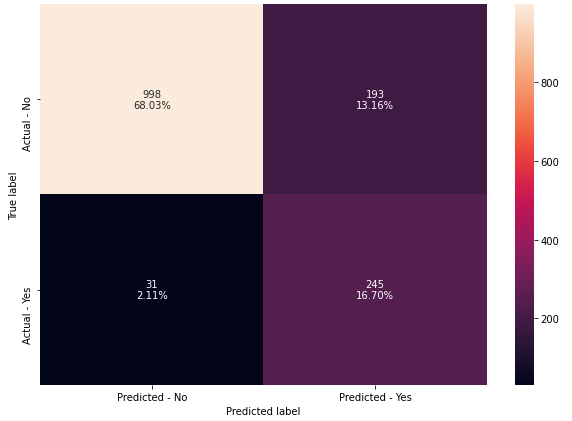 Actual - No
Actual - Yes
True label
998
68.03%
193
13.16%
31
2.11%
245
16.70%
Predicted - No
Predicted - Yes
Predicted label
800
600
400
200